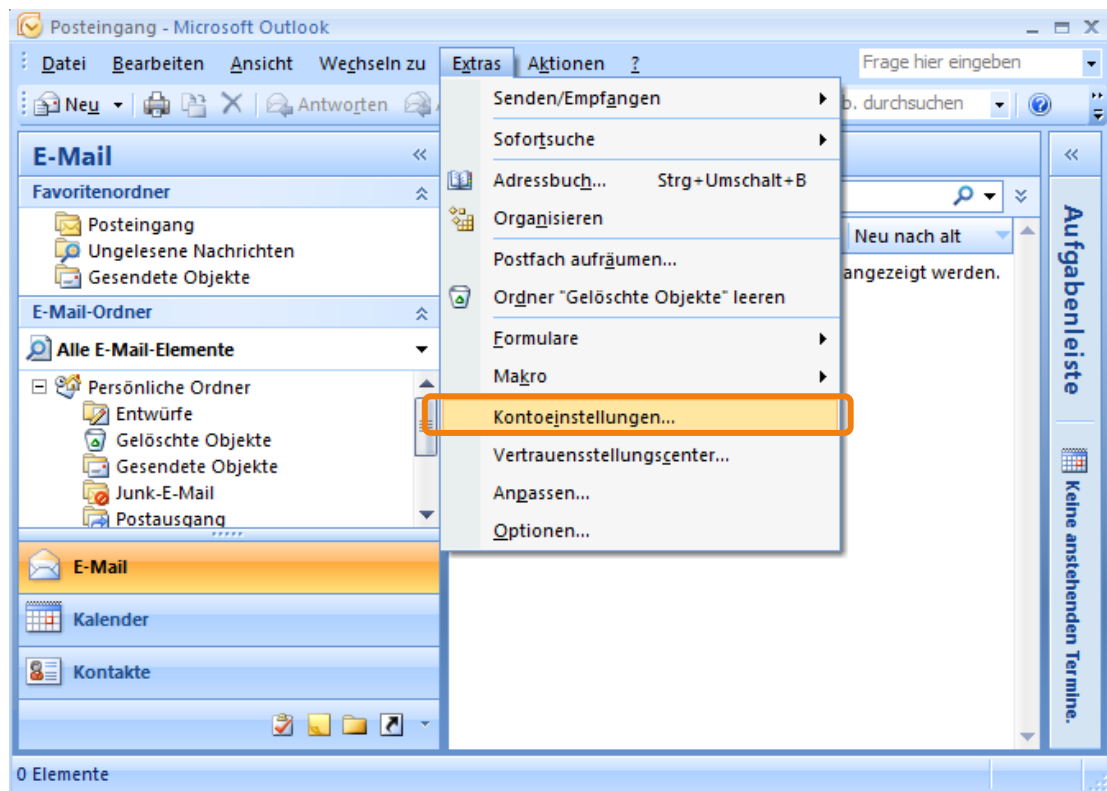 Posteingang - Microsoft Outlook
Datei Bearbeiten Ansicht Wechseln zu Extras Aktionen ? Frage hier eingeben
Neu Antworten b. durchsuchen
E-Mail
Favoritenordner
Posteingang
Ungelesene Nachrichten
Gesendete Objekte
E-Mail-Ordner
Alle E-Mail-Elemente
Persönliche Ordner
Entwürfe
Gelöschte Objekte
Gesendete Objekte
Junk-E-Mail
Postausgang
E-Mail
Kalender
Kontakte
Senden/Empfangen
Sofortsuche
Adressbuch... Strg+Umschalt+B
Organisieren
Postfach aufräumen...
Ordner "Gelöschte Objekte" leeren
Formulare
Makro
Kontoeinstellungen...
Vertrauensstellungscenter...
Anpassen...
Optionen...
Neu nach alt
angezeigt werden.
Aufgabenleiste
Keine anstehenden Termine.
0 Elemente